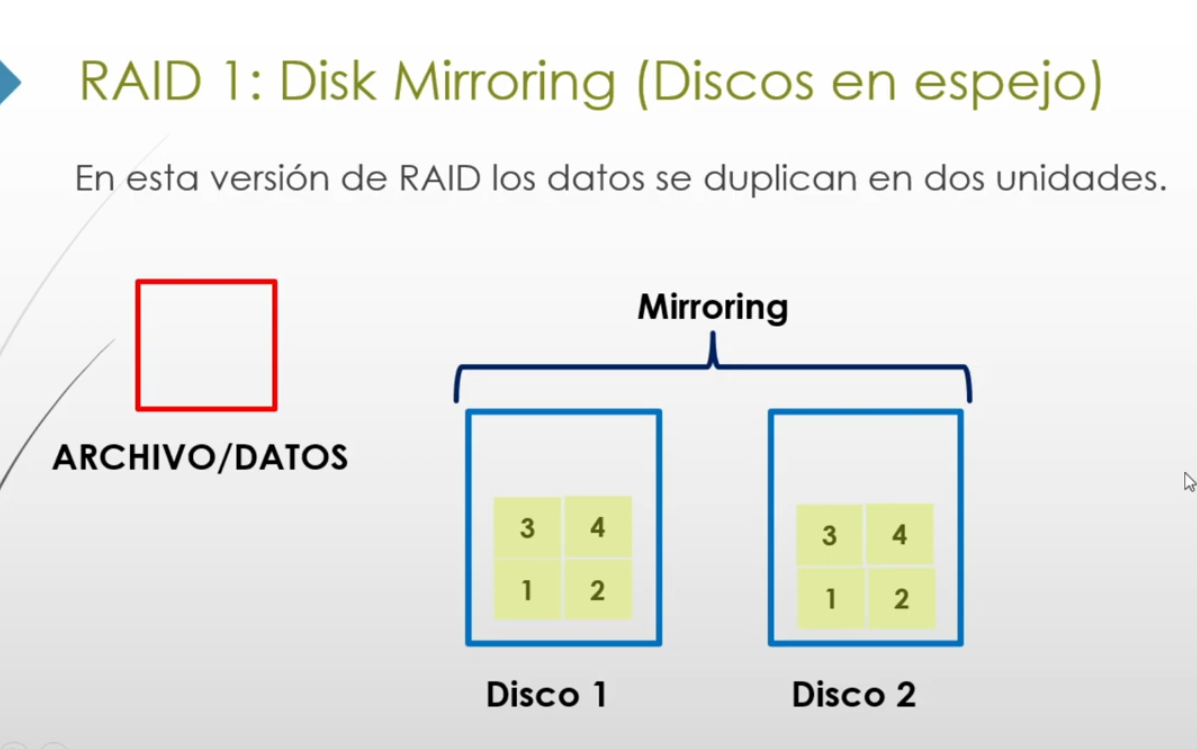 RAID 1: Disk Mirroring (Discos en espejo)
En esta versión de RAID los datos se duplican en dos unidades.
Mirroring
ARCHIVO/DATOS
3 4
1 2
3 4
1 2
Disco 1
Disco 2